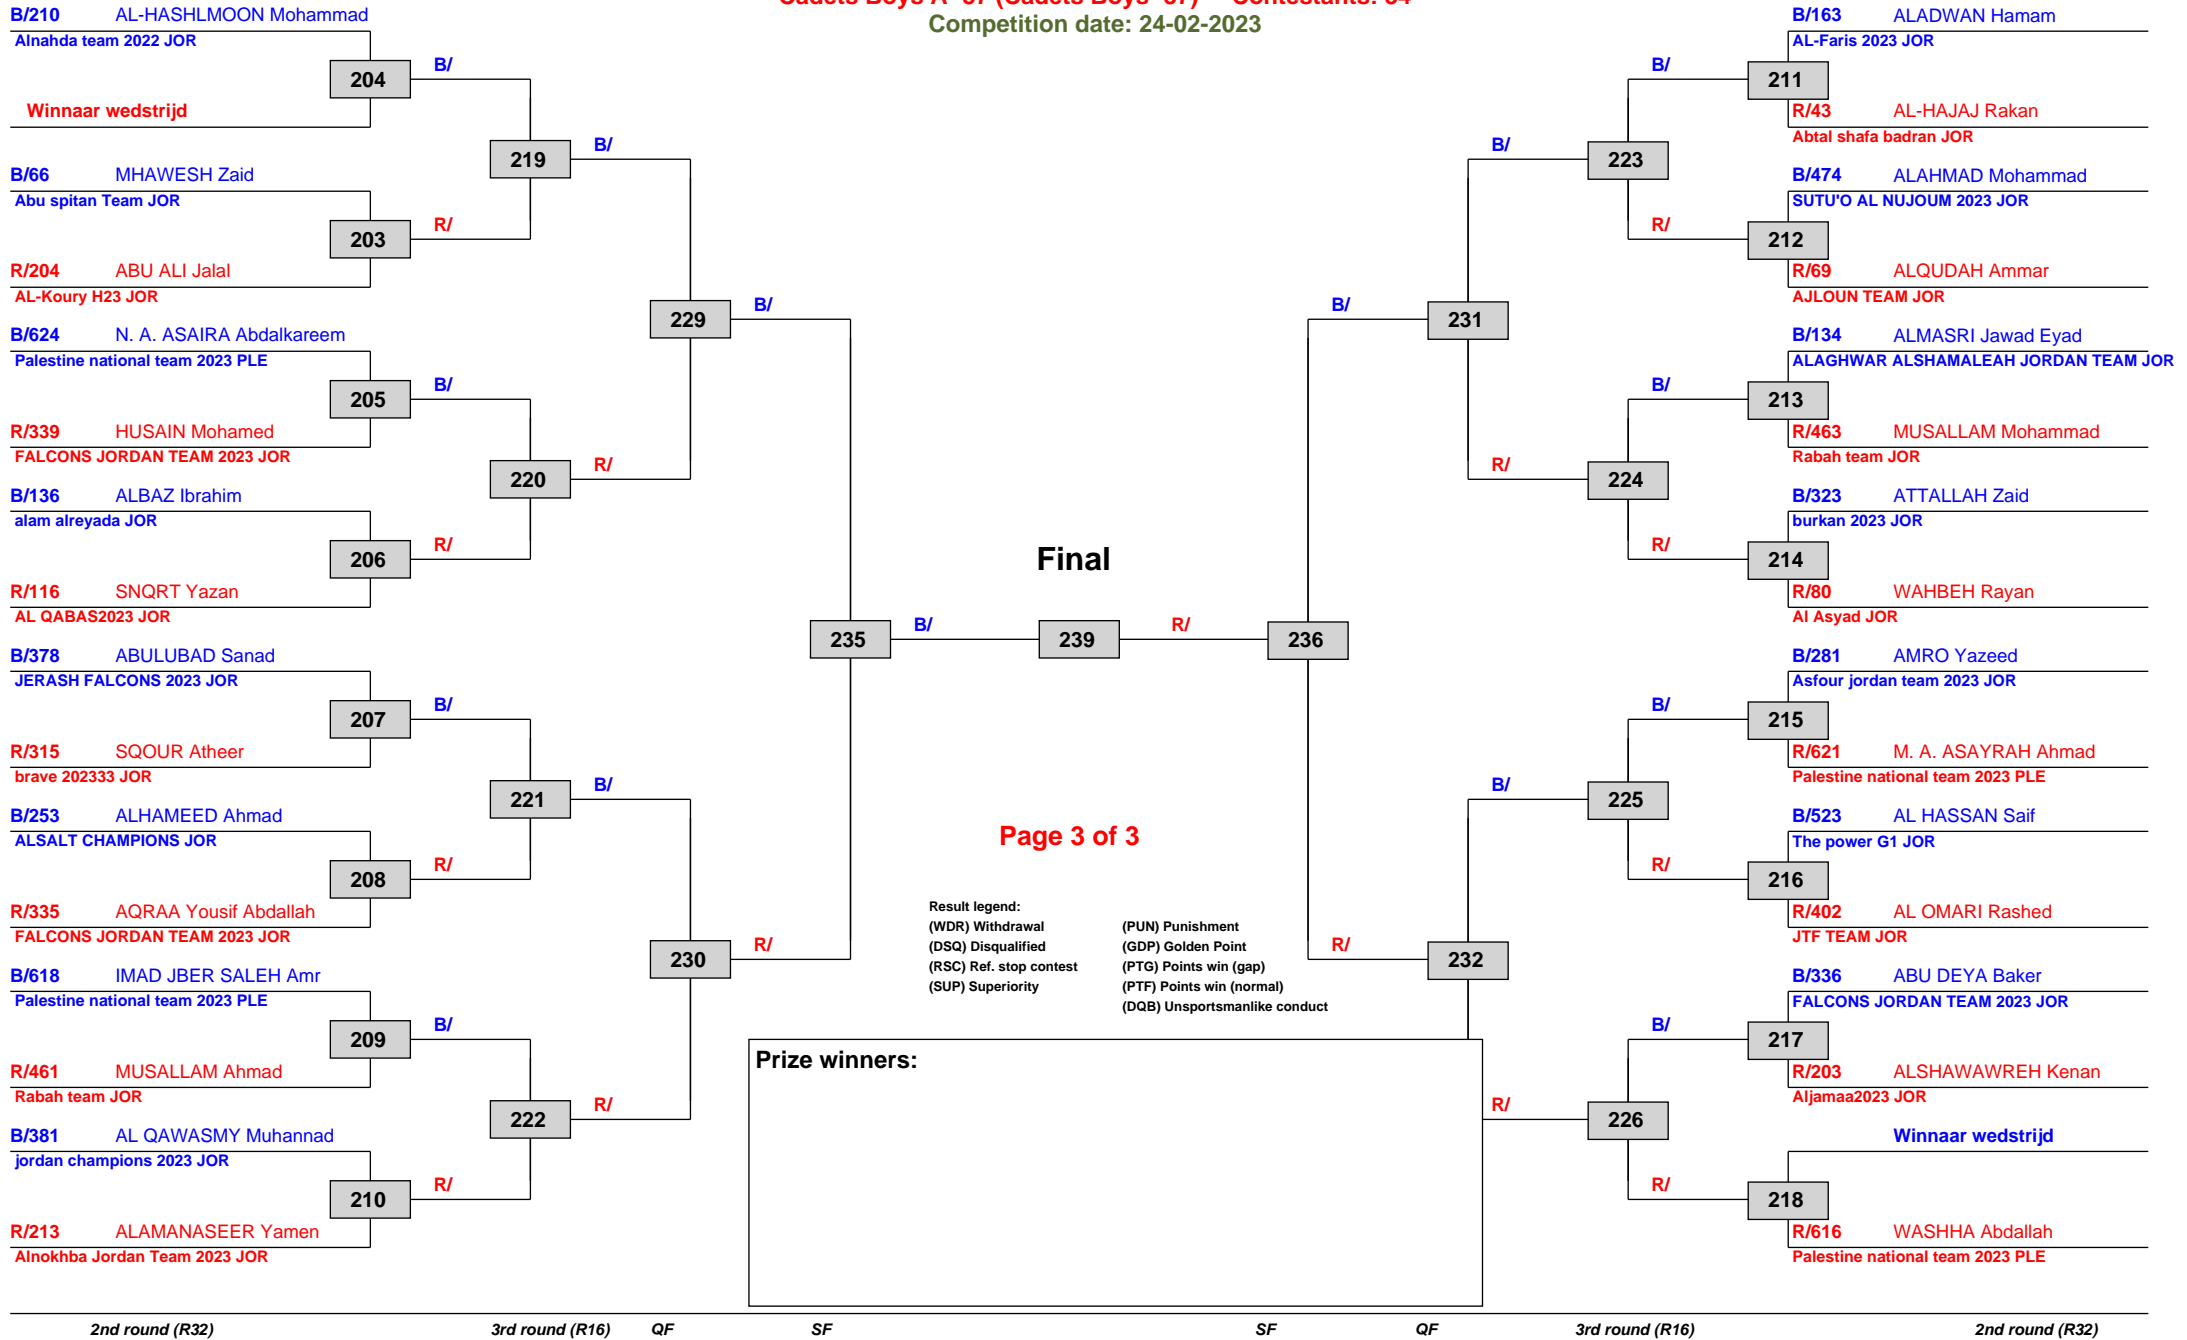 Cadets Boys A -37 (Cadets Boys -37) Contestants: 34
Competition date: 24-02-2023
B/210 AL-HASHLMOON Mohammad
Alnahda team 2022 JOR
204
B/
Winnaar wedstrijd
219
B/
B/66 MHAWESH Zaid
Abu spitan Team JOR
203
R/
R/204 ABU ALI Jalal
AL-Koury H23 JOR
229
B/
B/624 N. A. ASAIRA Abdalkareem
Palestine national team 2023 PLE
205
B/
R/339 HUSAIN Mohamed
FALCONS JORDAN TEAM 2023 JOR
220
R/
B/136 ALBAZ Ibrahim
alam alreyada JOR
206
R/
R/116 SNQRT Yazan
AL QABAS2023 JOR
235
B/
B/378 ABULUBAD Sanad
JERASH FALCONS 2023 JOR
207
B/
R/315 SQOUR Atheer
brave 202333 JOR
221
B/
B/253 ALHAMEED Ahmad
ALSALT CHAMPIONS JOR
208
R/
R/335 AQRAA Yousif Abdallah
FALCONS JORDAN TEAM 2023 JOR
230
R/
B/618 IMAD JBER SALEH Amr
Palestine national team 2023 PLE
209
B/
R/461 MUSALLAM Ahmad
Rabah team JOR
222
R/
B/381 AL QAWASMY Muhannad
jordan champions 2023 JOR
210
R/
R/213 ALAMANASEER Yamen
Alnokhba Jordan Team 2023 JOR
Final
239
Page 3 of 3
Result legend:
(WDR) Withdrawal (PUN) Punishment
(DSQ) Disqualified (GDP) Golden Point
(RSC) Ref. stop contest (PTG) Points win (gap)
(SUP) Superiority (PTF) Points win (normal)
(DQB) Unsportsmanlike conduct
Prize winners:
B/163 ALADWAN Hamam
AL-Faris 2023 JOR
B/
211
R/43 AL-HAJAJ Rakan
Abtal shafa badran JOR
B/
223
B/474 ALAHMAD Mohammad
SUTU'O AL NUJOUM 2023 JOR
R/
212
R/69 ALQUDAH Ammar
AJLOUN TEAM JOR
B/
231
B/134 ALMASRI Jawad Eyad
ALAGHWAR ALSHAMALEAH JORDAN TEAM JOR
B/
213
R/463 MUSALLAM Mohammad
Rabah team JOR
R/
224
B/323 ATTALLAH Zaid
burkan 2023 JOR
R/
214
R/80 WAHBEH Rayan
Al Asyad JOR
R/
236
B/281 AMRO Yazeed
Asfour jordan team 2023 JOR
B/
215
R/621 M. A. ASAYRAH Ahmad
Palestine national team 2023 PLE
B/
225
B/523 AL HASSAN Saif
The power G1 JOR
R/
216
R/402 AL OMARI Rashed
JTF TEAM JOR
R/
232
B/336 ABU DEYA Baker
FALCONS JORDAN TEAM 2023 JOR
B/
217
R/203 ALSHAWAWREH Kenan
Aljamaa2023 JOR
R/
226
Winnaar wedstrijd
R/
218
R/616 WASHHA Abdallah
Palestine national team 2023 PLE
2nd round (R32) 3rd round (R16) QF SF SF QF 3rd round (R16) 2nd round (R32)